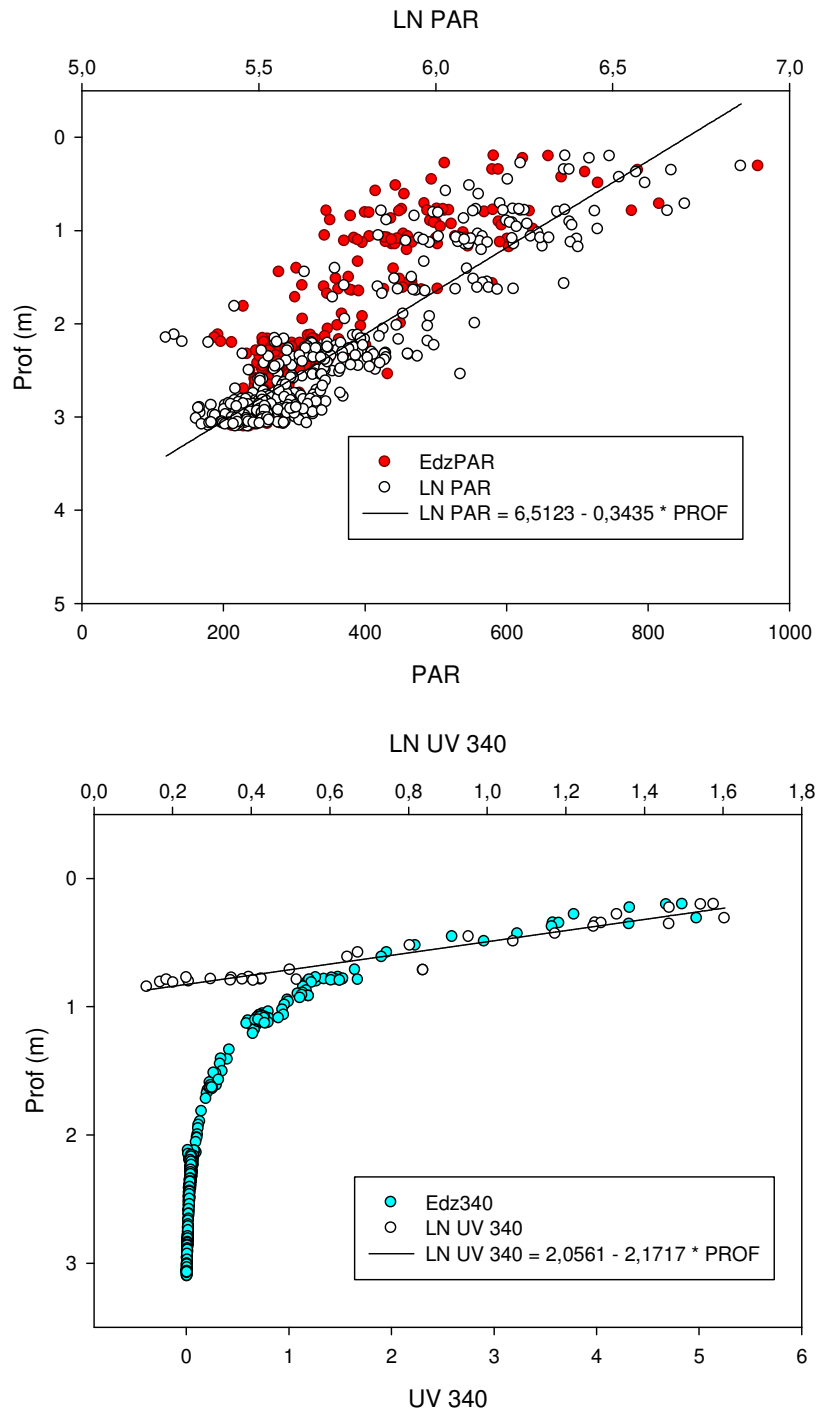 LN PAR
5,0 5,5 6,0 6,5 7,0
0
1
2
3
4
5
Prof (m)
EdzPAR
LN PAR
LN PAR = 6,5123 - 0,3435 * PROF
0 200 400 600 800 1000
PAR
LN UV 340
0,0 0,2 0,4 0,6 0,8 1,0 1,2 1,4 1,6 1,8
0
1
2
3
Prof (m)
Edz340
LN UV 340
LN UV 340 = 2,0561 - 2,1717 * PROF
0 1 2 3 4 5 6
UV 340